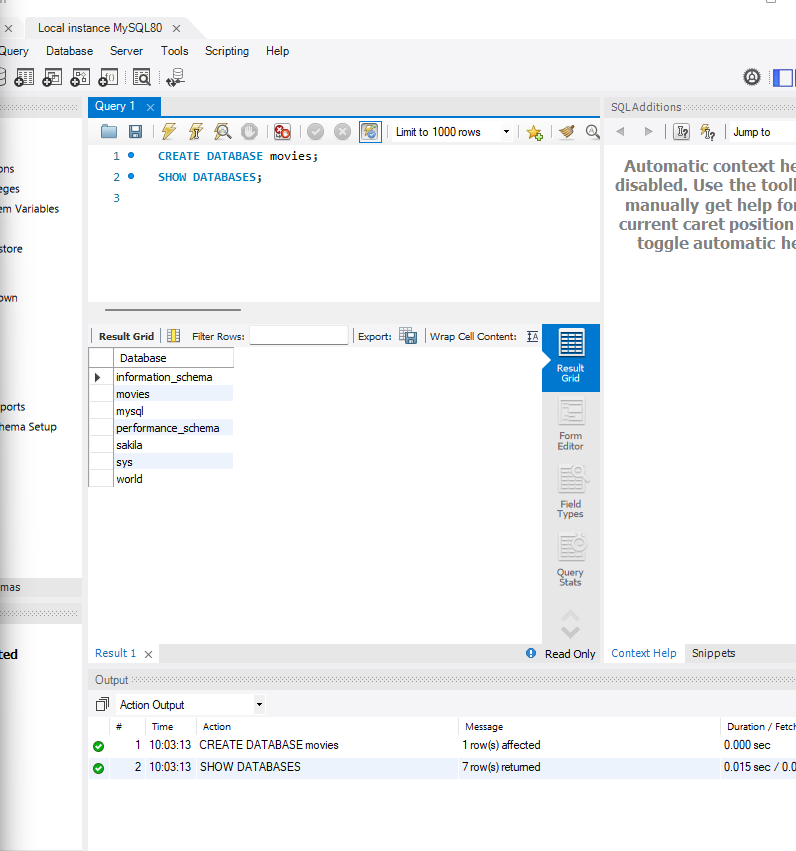 Local instance MySQL80
Query Database Server Tools Scripting Help
Query 1
SQLAdditions
Limit to 1000 rows
Jump to
1 CREATE DATABASE movies;
2 SHOW DATABASES;
3
Automatic context he
disabled. Use the tooll
manually get help for
current caret position
toggle automatic he
ons
eges
em Variables
store
own
ports
hema Setup
mas
ted
Result Grid Filter Rows: Export: Wrap Cell Content:
Database
information_schema
movies
mysql
performance_schema
sakila
sys
world
Result
Grid
Form
Editor
Field
Types
Query
Stats
Result 1
Read Only
Context Help Snippets
Output
Action Output
# Time Action Message Duration / Fetch
1 10:03:13 CREATE DATABASE movies 1 row(s) affected 0.000 sec
2 10:03:13 SHOW DATABASES 7 row(s) returned 0.015 sec / 0.0